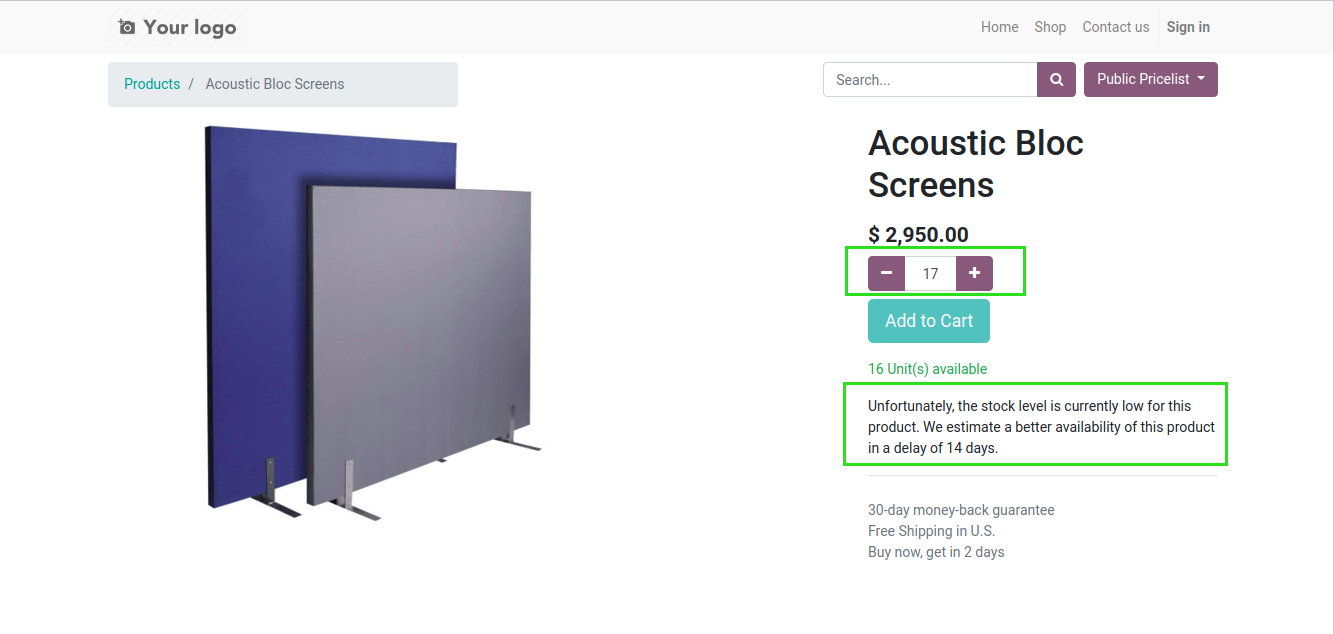 Your logo
Home Shop Contact us Sign in
Products / Acoustic Bloc Screens
Search...
Public Pricelist
Acoustic Bloc
Screens
$ 2,950.00
− 17 +
Add to Cart
16 Unit(s) available
Unfortunately, the stock level is currently low for this
product. We estimate a better availability of this product
in a delay of 14 days.
30-day money-back guarantee
Free Shipping in U.S.
Buy now, get in 2 days